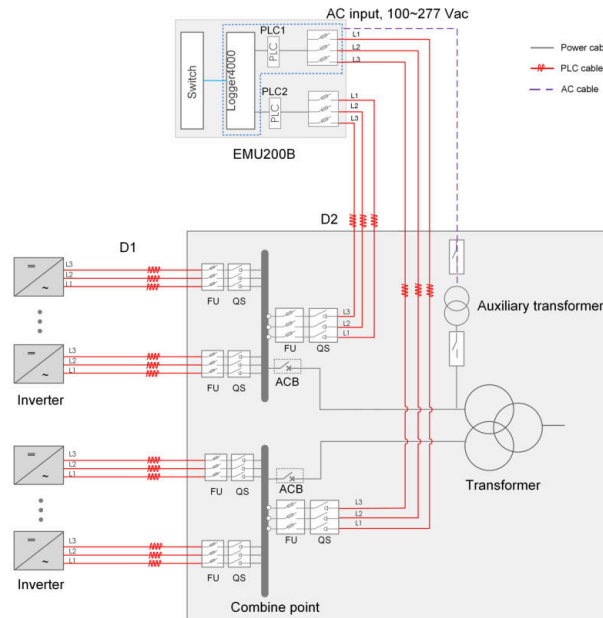 AC input, 100~277 Vac
Switch
Logger4000
PLC1
PLC
L1
L2
L3
PLC2
PLC
L1
L2
L3
EMU200B
Power cab
PLC cable
AC cable
D1
D2
L3
L2
L1
FU
QS
L3
L2
L1
FU
QS
Auxiliary transformer
L3
L2
L1
Inverter
FU
QS
ACB
L3
L2
L1
FU
QS
ACB
Transformer
L3
L2
L1
FU
QS
L3
L2
L1
Inverter
FU
QS
Combine point